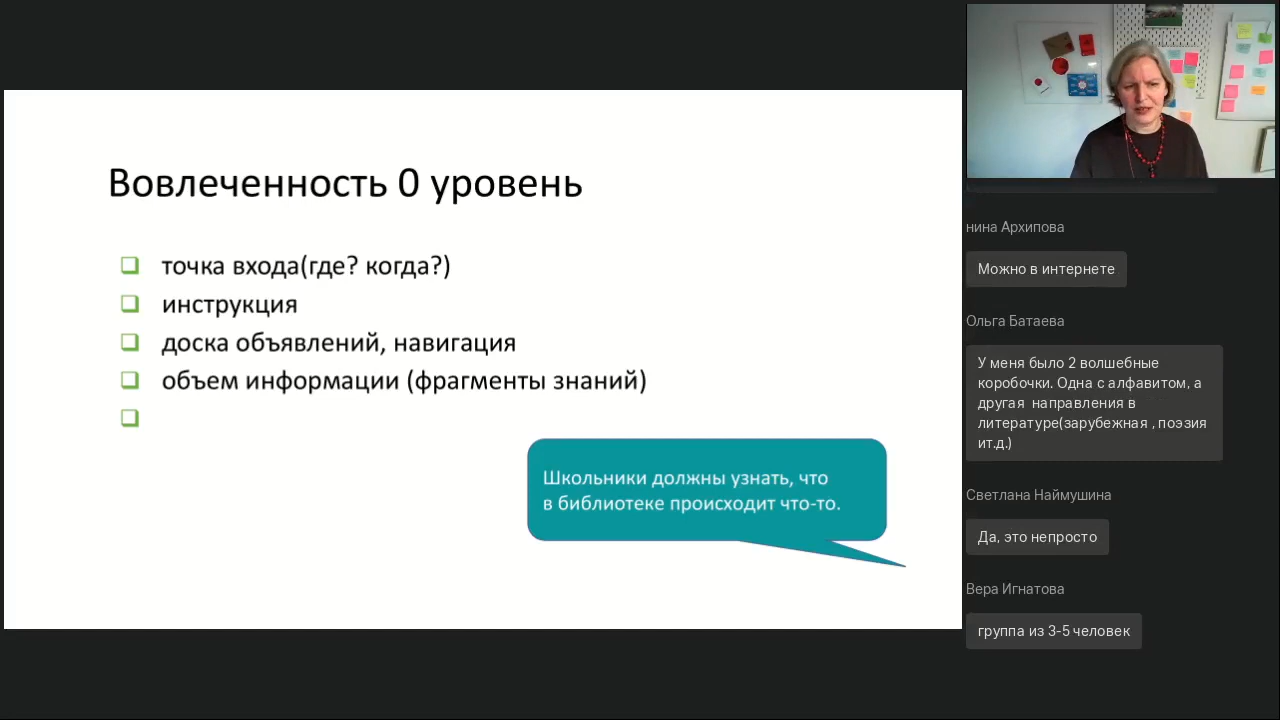 Вовлеченность 0 уровень
точка входа(где? когда?)
инструкция
доска объявлений, навигация
объем информации (фрагменты знаний)
Школьники должны узнать, что
в библиотеке происходит что-то.
нина Архипова
Можно в интернете
Ольга Батаева
У меня было 2 волшебные
коробочки. Одна с алфавитом, а
другая направления в
литературе(зарубежная , поэзия
ит.д.)
Светлана Наймушина
Да, это непросто
Вера Игнатова
группа из 3-5 человек